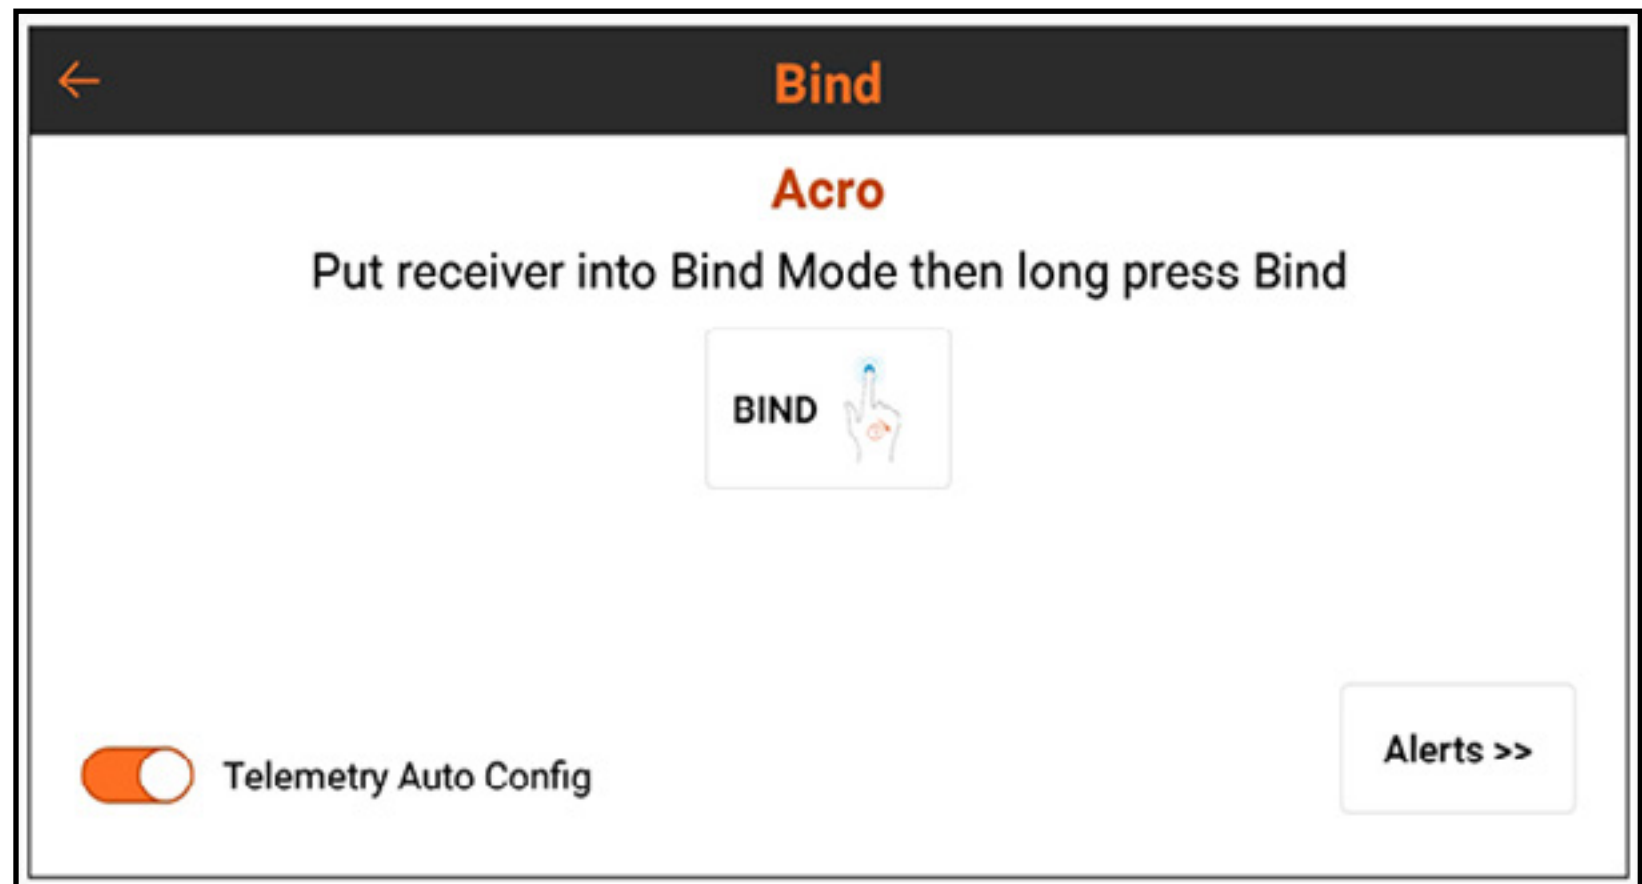 Bind
Acro
Put receiver into Bind Mode then long press Bind
BIND
Telemetry Auto Config
Alerts >>